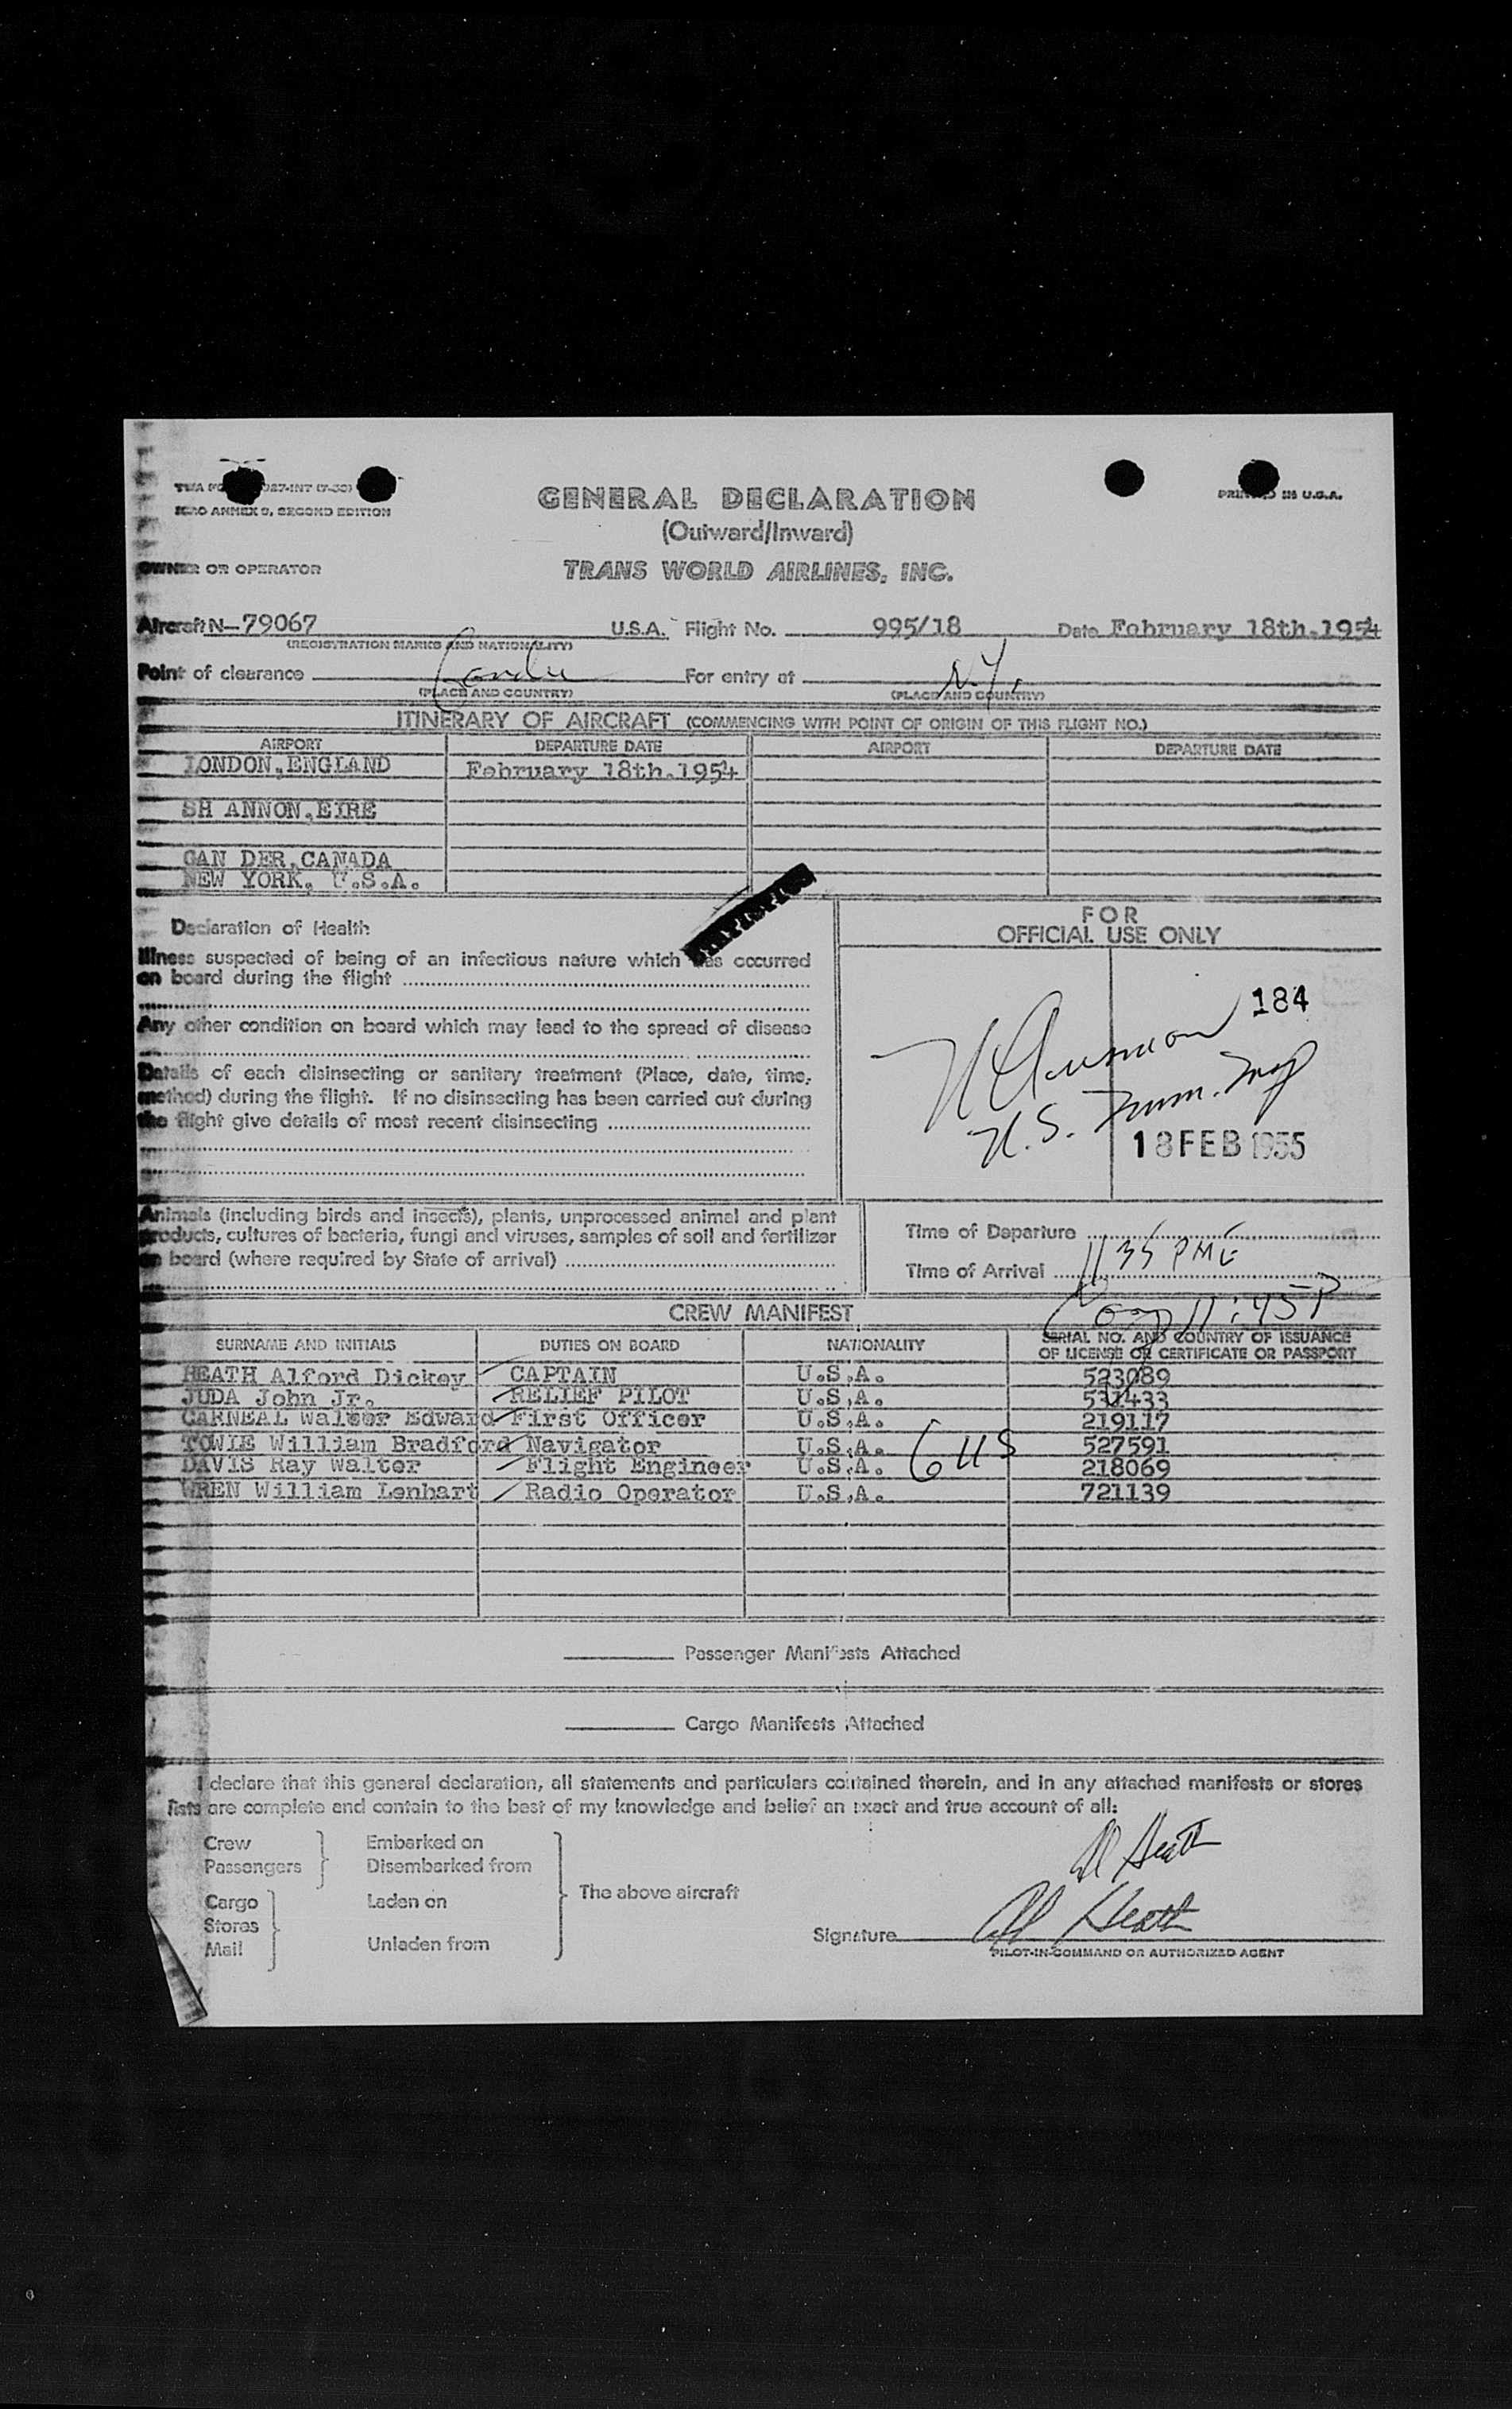 GENERAL DECLARATION
(Outward/Inward)
PRINTED IN U.S.A.
ICAO ANNEX 9, SECOND EDITION
OWNER OR OPERATOR
TRANS WORLD AIRLINES, INC.
Aircraft N-79067 U.S.A. Flight No. 995/18 Date February 18th.1954
(REGISTRATION MARKS AND NATIONALITY)
Point of clearance For entry at N.Y.
(PLACE AND COUNTRY) (PLACE AND COUNTRY)
ITINERARY OF AIRCRAFT (COMMENCING WITH POINT OF ORIGIN OF THIS FLIGHT NO.)
AIRPORT DEPARTURE DATE AIRPORT DEPARTURE DATE
LONDON,ENGLAND February 18th.1954
SH ANNON,EIRE
GAN DER,CANADA
NEW YORK, U.S.A.
Declaration of Health
Illness suspected of being of an infectious nature which has occurred
on board during the flight
Any other condition on board which may lead to the spread of disease
Details of each disinsecting or sanitary treatment (Place, date, time,
method) during the flight. If no disinsecting has been carried out during
the flight give details of most recent disinsecting
FOR
OFFICIAL USE ONLY
184
U.S. Imm. Insp
18 FEB 1955
Animals (including birds and insects), plants, unprocessed animal and plant
products, cultures of bacteria, fungi and viruses, samples of soil and fertilizer
on board (where required by State of arrival)
Time of Departure
Time of Arrival 1135 PME
11:45P
CREW MANIFEST
SURNAME AND INITIALS DUTIES ON BOARD NATIONALITY SERIAL NO. AND COUNTRY OF ISSUANCE
OF LICENSE OR CERTIFICATE OR PASSPORT
HEATH Alford Dickey CAPTAIN U.S.A. 523089
JUDA John Jr. RELIEF PILOT U.S.A. 531433
CARNEAL Walter Edward First Officer U.S.A. 219117
TOWIE William Bradford Navigator U.S.A. 527591
DAVIS Ray Walter Flight Engineer U.S.A. 218069
WREN William Lenhart Radio Operator U.S.A. 721139
6 US
Passenger Manifests Attached
Cargo Manifests Attached
I declare that this general declaration, all statements and particulars contained therein, and in any attached manifests or stores
lists are complete and contain to the best of my knowledge and belief an exact and true account of all:
Crew Embarked on
Passengers Disembarked from
Cargo Laden on
Stores
Mail Unladen from
The above aircraft
Al Heath
Signature Al Heath
PILOT-IN-COMMAND OR AUTHORIZED AGENT